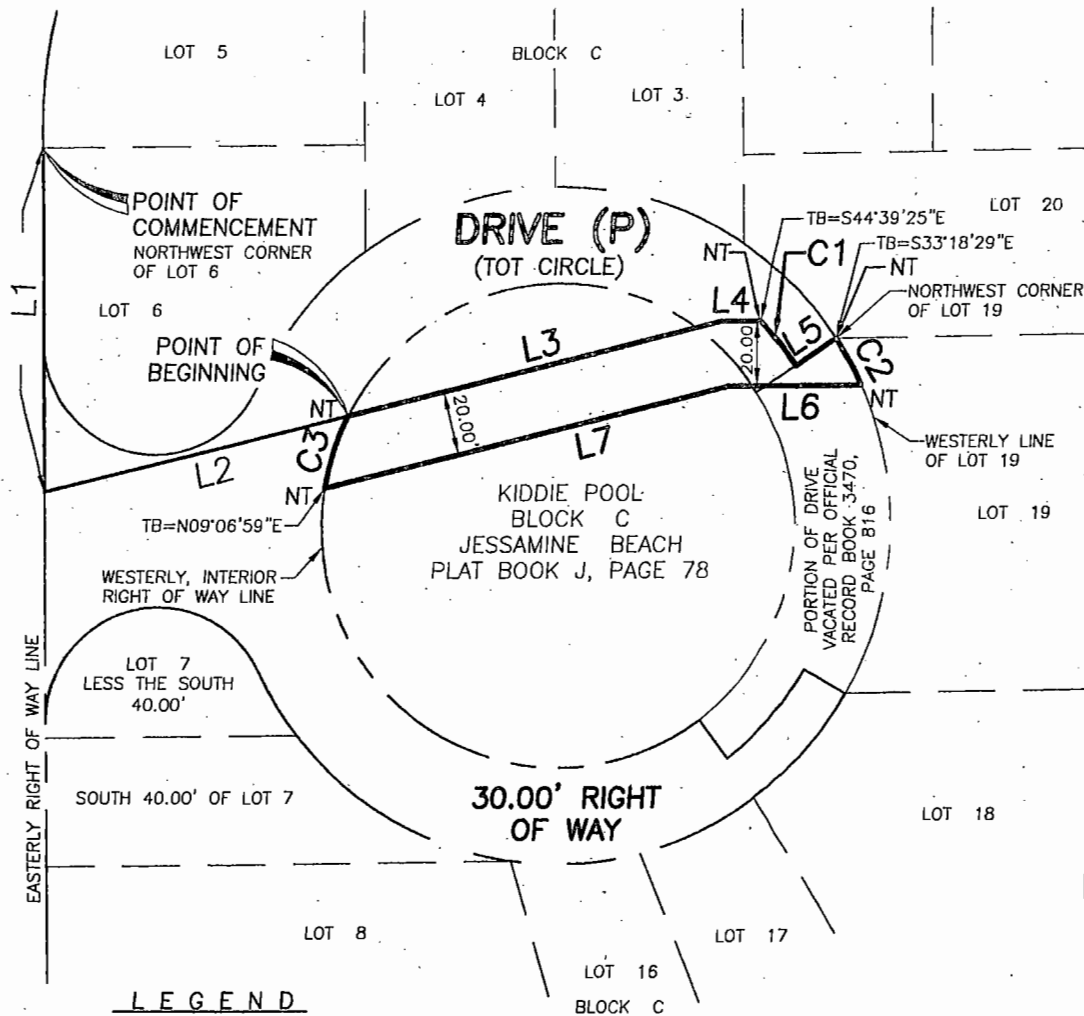 LOT 5
BLOCK C
LOT 4
LOT 3
POINT OF
COMMENCEMENT
NORTHWEST CORNER
OF LOT 6
DRIVE (P)
(TOT CIRCLE)
TB=S44°39'25"E
LOT 20
TB=S33°18'29"E
NT
C1
NT
NORTHWEST CORNER
OF LOT 19
L1
LOT 6
L4
POINT OF
BEGINNING
L3
20.00
L5
C2
NT
NT
20.00'
L6
C3
L7
L2
WESTERLY LINE
OF LOT 19
NT
TB=N09°06'59"E
KIDDIE POOL
BLOCK C
JESSAMINE BEACH
PLAT BOOK J, PAGE 78
LOT 19
PORTION OF DRIVE
VACATED PER OFFICIAL
RECORD BOOK 3470,
PAGE 816
WESTERLY, INTERIOR
RIGHT OF WAY LINE
EASTERLY RIGHT OF WAY LINE
LOT 7
LESS THE SOUTH
40.00'
SOUTH 40.00' OF LOT 7
30.00' RIGHT
OF WAY
LOT 18
LOT 8
LOT 17
LOT 16
BLOCK C
LEGEND